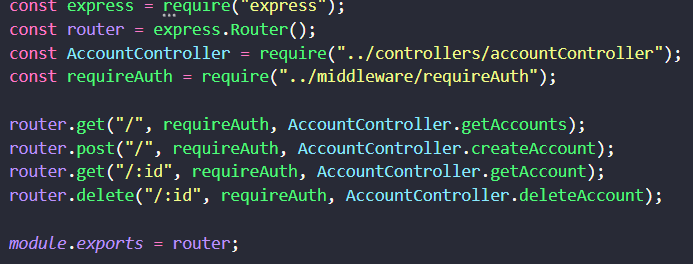 const express = require("express");
const router = express.Router();
const AccountController = require("../controllers/accountController");
const requireAuth = require("../middleware/requireAuth");
router.get("/", requireAuth, AccountController.getAccounts);
router.post("/", requireAuth, AccountController.createAccount);
router.get("/:id", requireAuth, AccountController.getAccount);
router.delete("/:id", requireAuth, AccountController.deleteAccount);
module.exports = router;